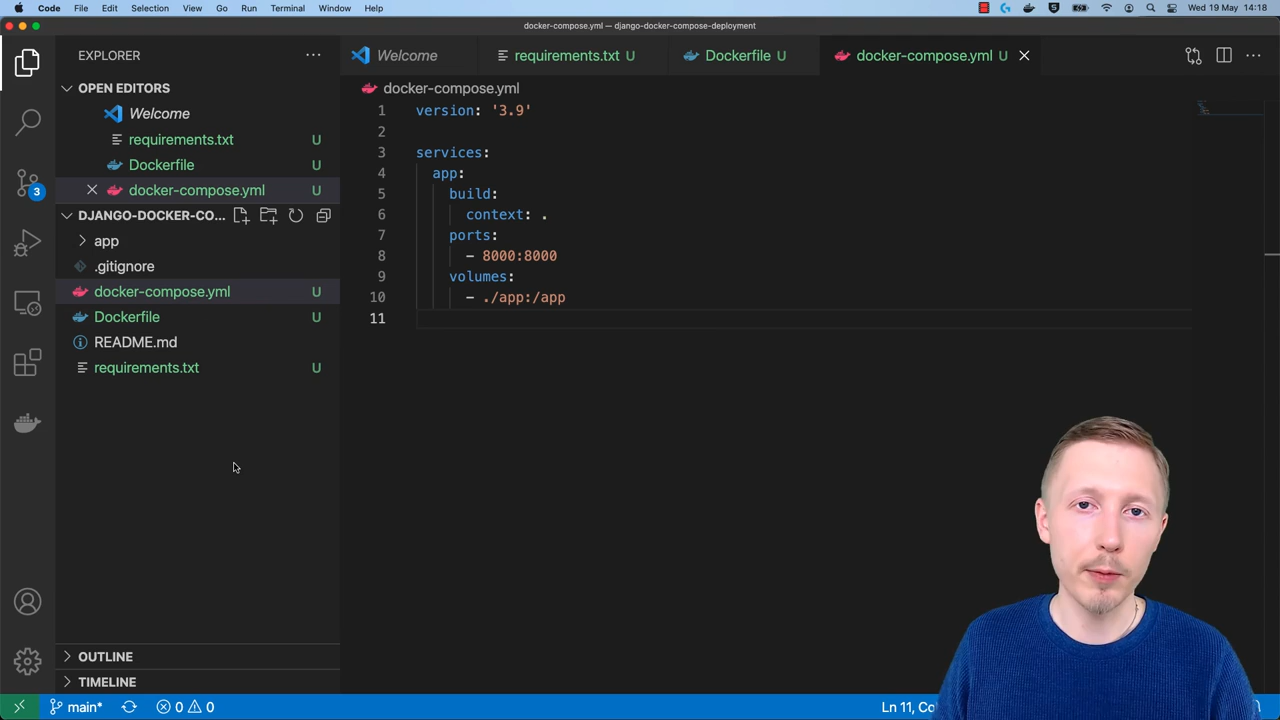 Code File Edit Selection View Go Run Terminal Window Help
Wed 19 May 14:18
docker-compose.yml — django-docker-compose-deployment
EXPLORER
Welcome
requirements.txt U
Dockerfile U
docker-compose.yml U
OPEN EDITORS
Welcome
requirements.txt U
Dockerfile U
docker-compose.yml U
DJANGO-DOCKER-CO...
app
.gitignore
docker-compose.yml U
Dockerfile U
README.md
requirements.txt U
3
docker-compose.yml
1 version: '3.9'
2
3 services:
4 app:
5 build:
6 context: .
7 ports:
8 - 8000:8000
9 volumes:
10 - ./app:/app
11
OUTLINE
TIMELINE
main* 0 0
Ln 11,